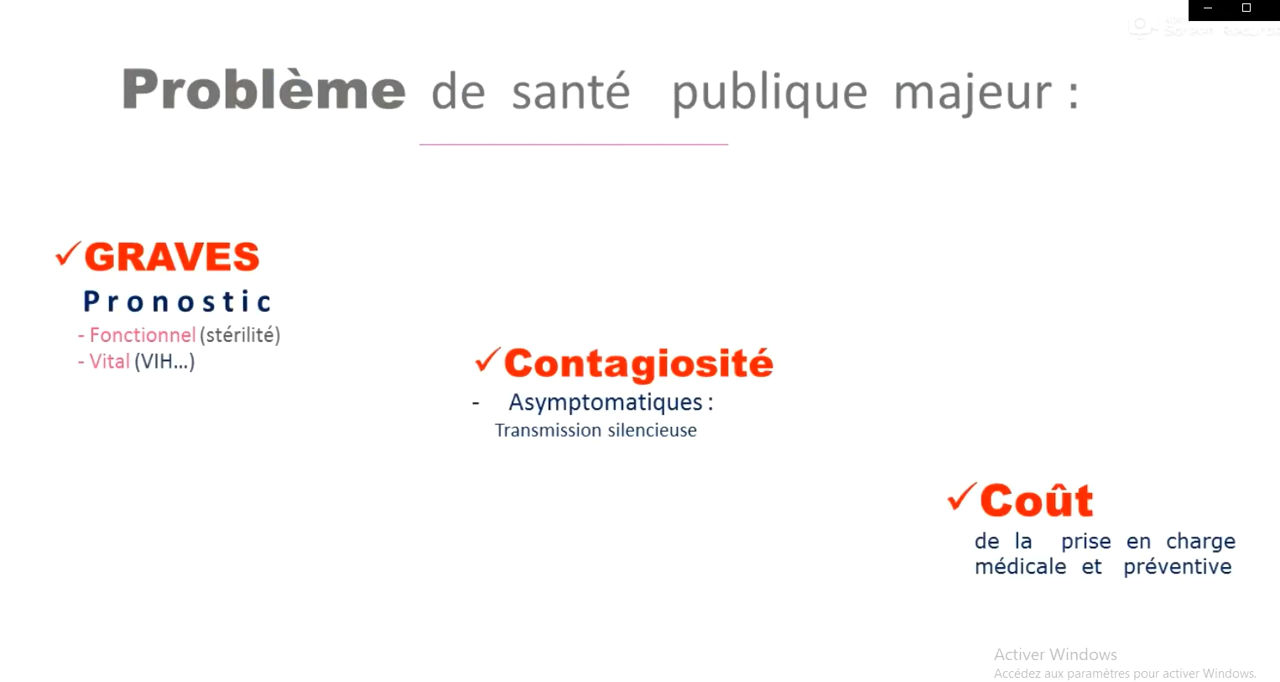 Problème de santé publique majeur :
✓GRAVES
Pronostic
- Fonctionnel (stérilité)
- Vital (VIH...)
✓Contagiosité
- Asymptomatiques :
Transmission silencieuse
✓Coût
de la prise en charge
médicale et préventive
Activer Windows
Accédez aux paramètres pour activer Windows.